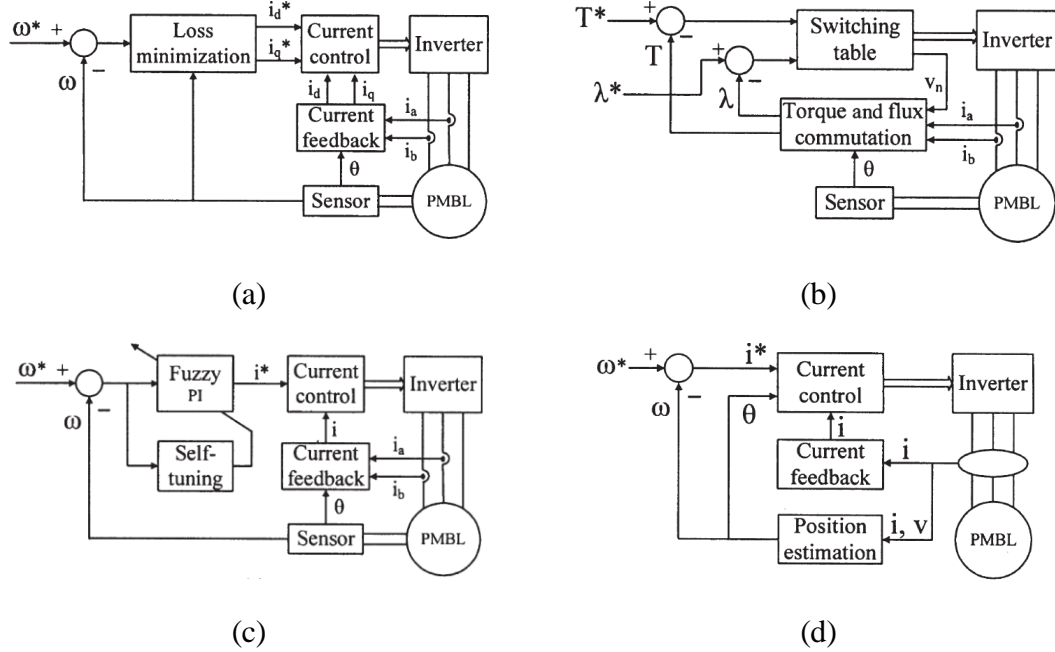 ω* + − ω
Loss
minimization
i_d*
i_q*
Current
control
Inverter
i_d i_q
Current
feedback
i_a
i_b
θ
Sensor
PMBL
(a)
T* + −
T
λ* + −
λ
Switching
table
Inverter
v_n
Torque and flux
commutation
i_a
i_b
θ
Sensor
PMBL
(b)
ω* + − ω
Fuzzy
PI
i*
Self-
tuning
Current
control
Inverter
i
Current
feedback
i_a
i_b
θ
Sensor
PMBL
(c)
ω* + − ω
i*
θ
Current
control
Inverter
i
Current
feedback
i
i, v
Position
estimation
PMBL
(d)